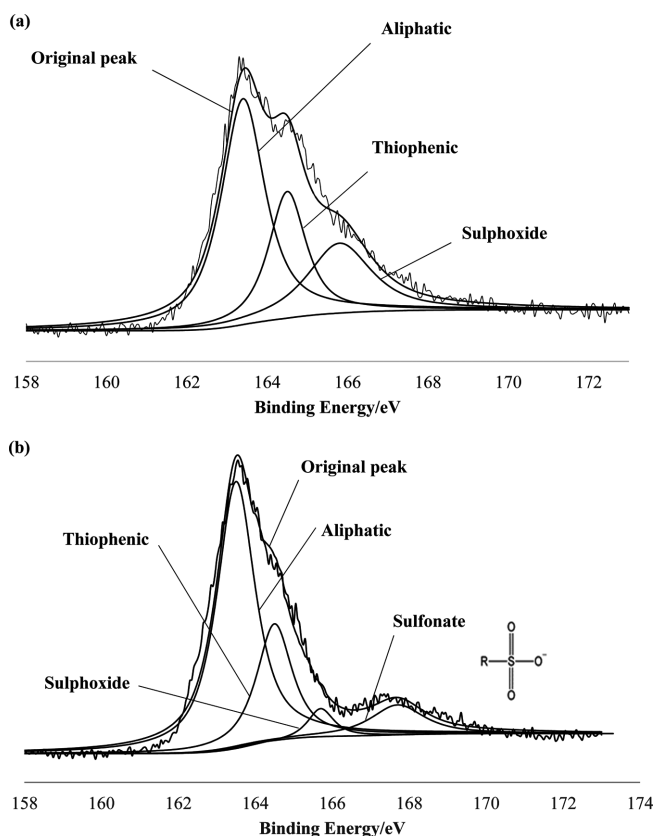 (a)
Aliphatic
Original peak
Thiophenic
Sulphoxide
158 160 162 164 166 168 170 172
Binding Energy/eV
(b)
Original peak
Aliphatic
Thiophenic
Sulfonate
O
R S O-
O
Sulphoxide
158 160 162 164 166 168 170 172 174
Binding Energy/eV